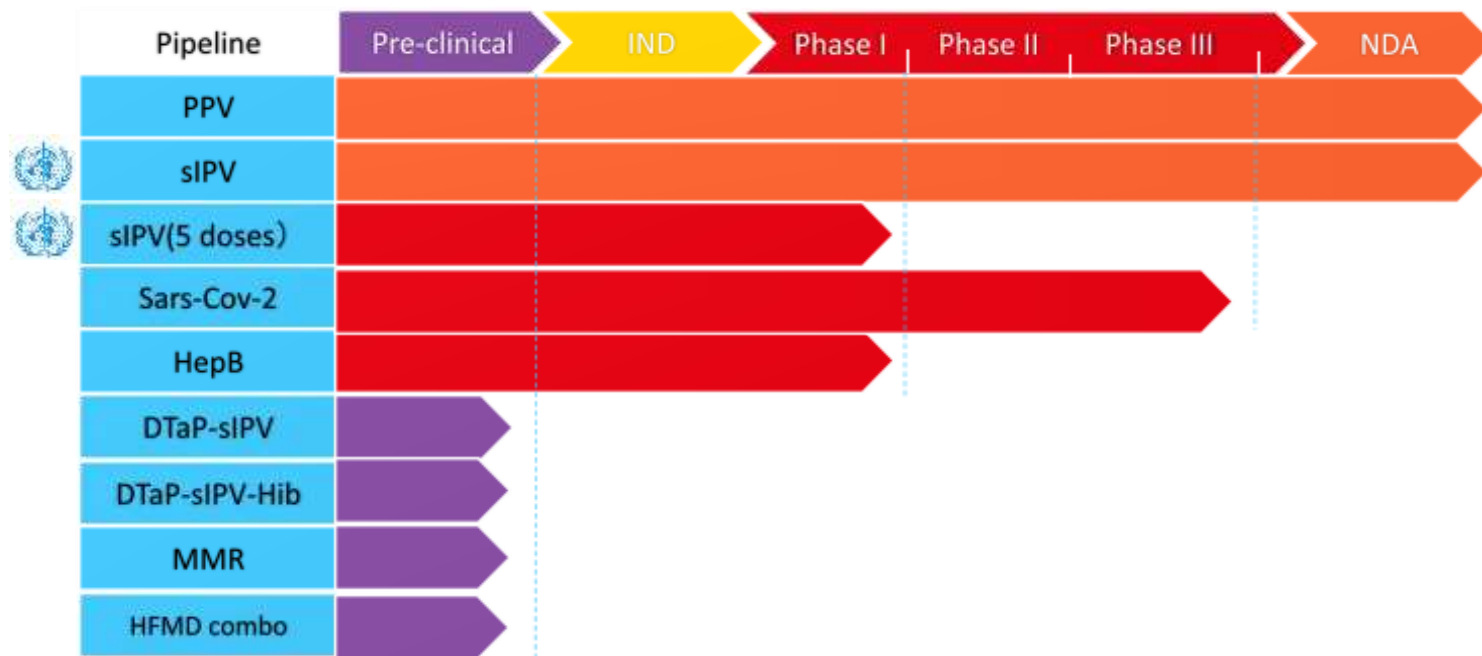 Pipeline Pre-clinical IND Phase I Phase II Phase III NDA
PPV
sIPV
sIPV(5 doses）
Sars-Cov-2
HepB
DTaP-sIPV
DTaP-sIPV-Hib
MMR
HFMD combo